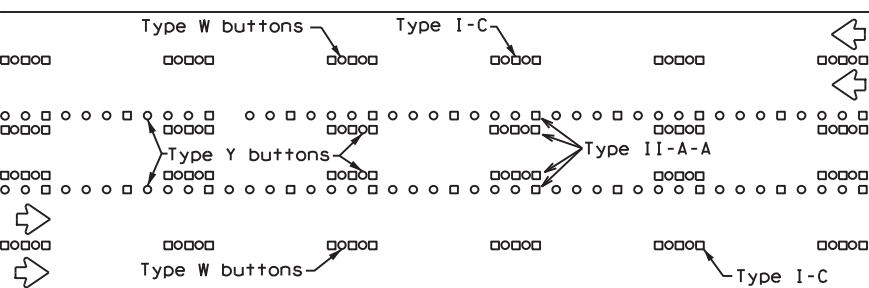 Type W buttons
Type I-C
Type Y buttons
Type II-A-A
Type W buttons
Type I-C